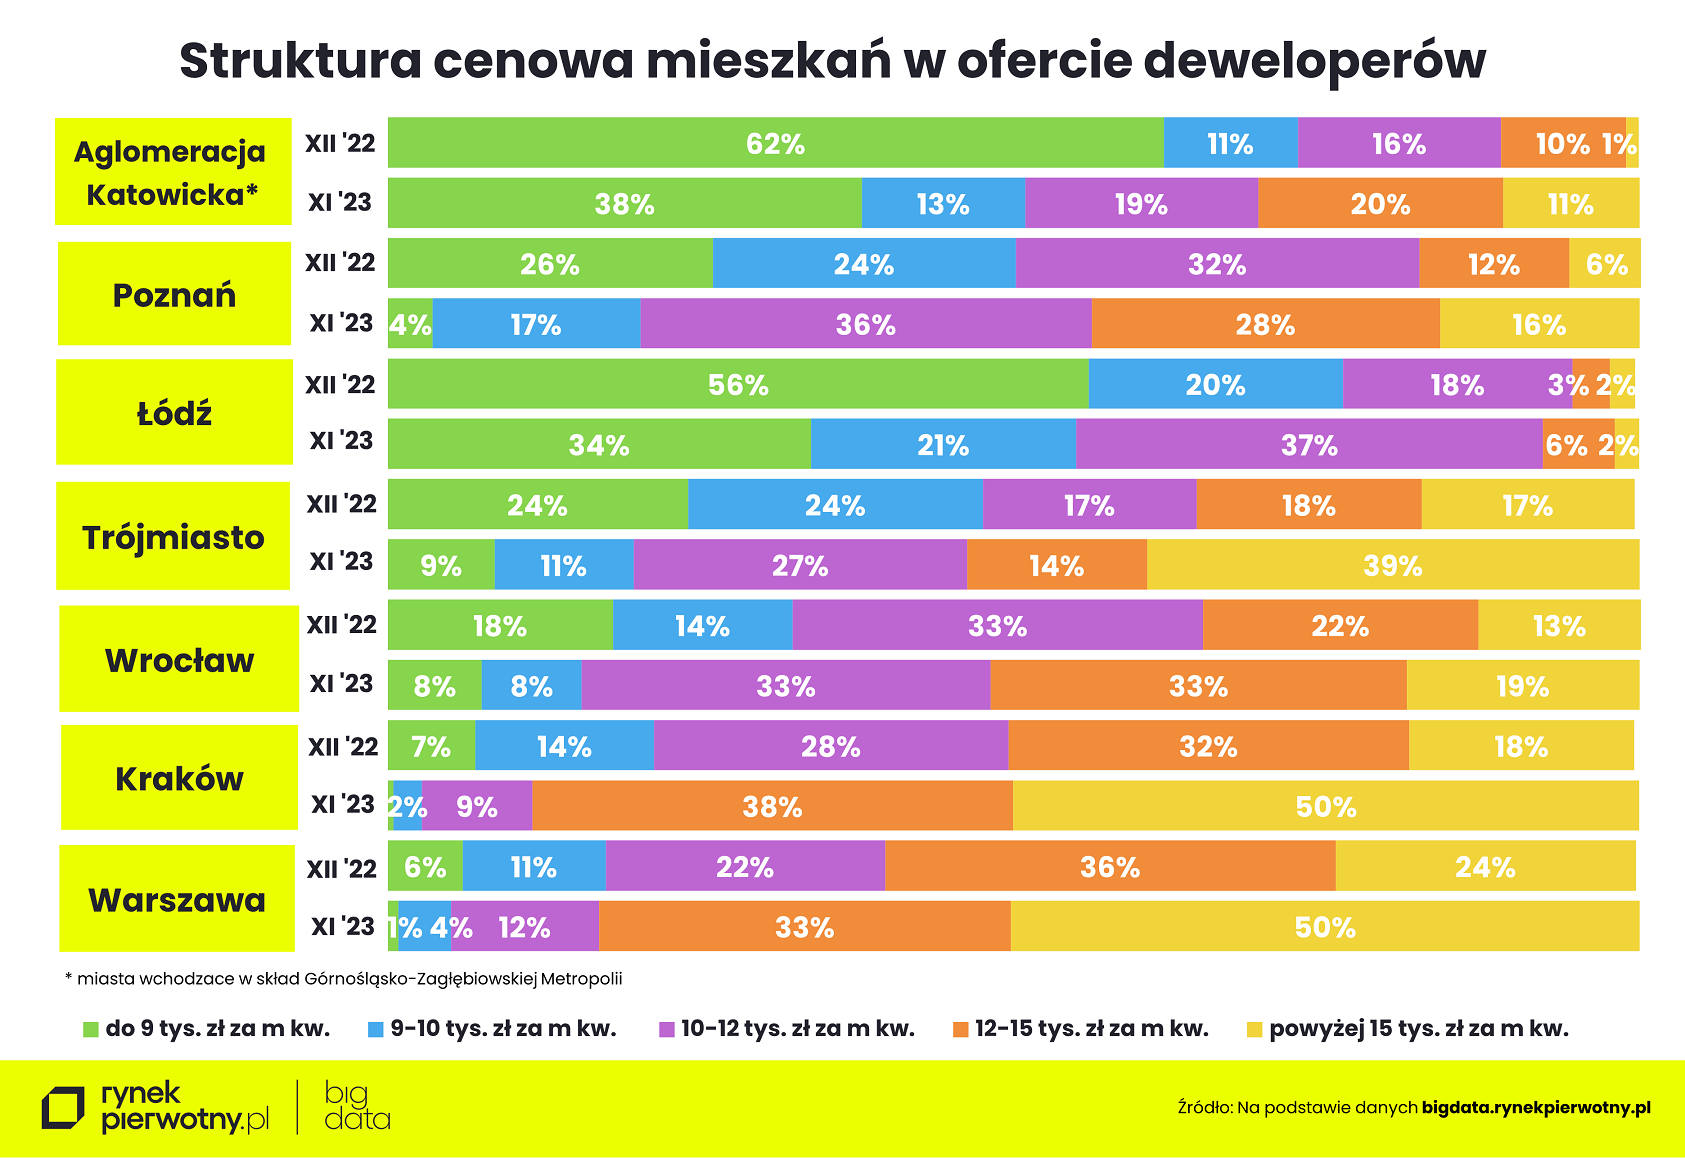 Struktura cenowa mieszkań w ofercie deweloperów
Aglomeracja
Katowicka*
XII '22
62%
11%
16%
10%
1%
XI '23
38%
13%
19%
20%
11%
Poznań
XII '22
26%
24%
32%
12%
6%
XI '23
4%
17%
36%
28%
16%
Łódź
XII '22
56%
20%
18%
3%
2%
XI '23
34%
21%
37%
6%
2%
Trójmiasto
XII '22
24%
24%
17%
18%
17%
XI '23
9%
11%
27%
14%
39%
Wrocław
XII '22
18%
14%
33%
22%
13%
XI '23
8%
8%
33%
33%
19%
Kraków
XII '22
7%
14%
28%
32%
18%
XI '23
2%
9%
38%
50%
Warszawa
XII '22
6%
11%
22%
36%
24%
XI '23
1%
4%
12%
33%
50%
* miasta wchodzace w skład Górnośląsko-Zagłębiowskiej Metropolii
do 9 tys. zł za m kw.
9-10 tys. zł za m kw.
10-12 tys. zł za m kw.
12-15 tys. zł za m kw.
powyżej 15 tys. zł za m kw.
rynek
pierwotny.pl
big
data
Źródło: Na podstawie danych bigdata.rynekpierwotny.pl